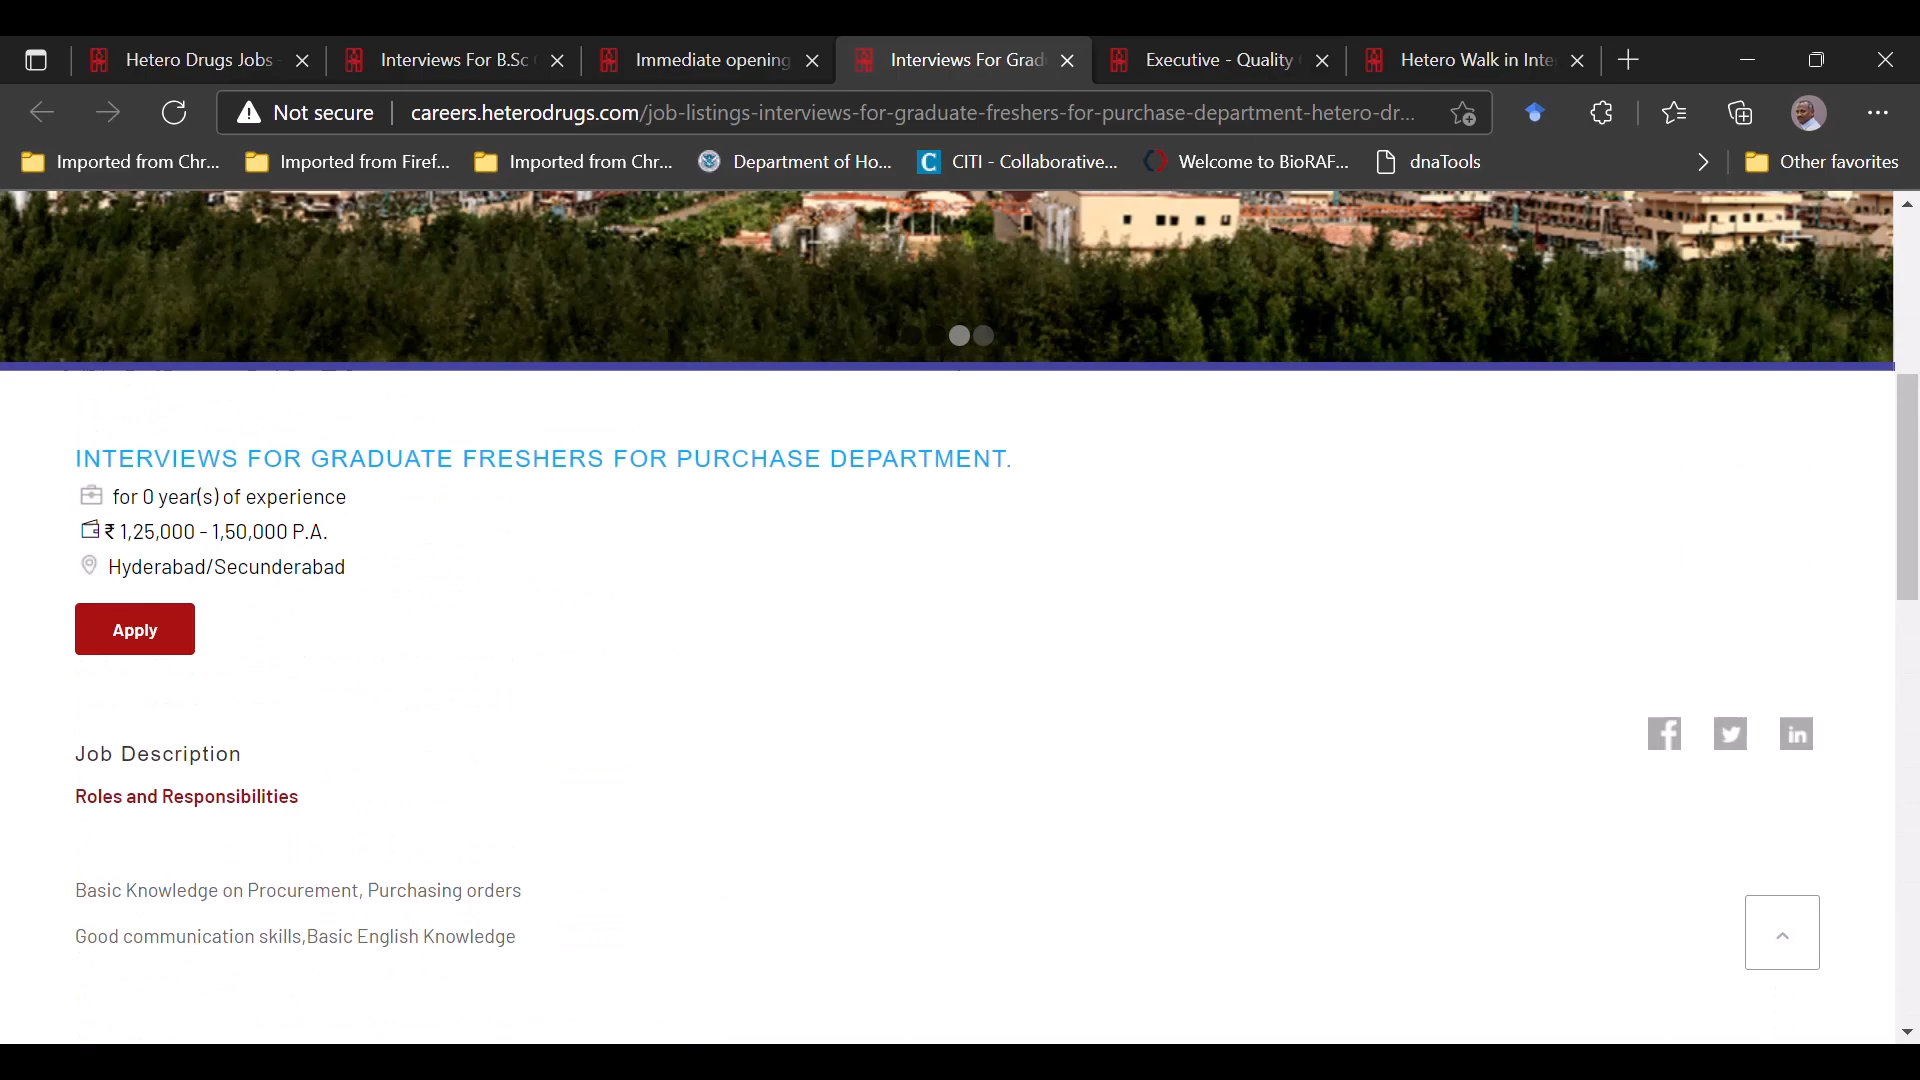 Hetero Drugs Jobs
Interviews For B.Sc
Immediate opening
Interviews For Grad
Executive - Quality
Hetero Walk in Inte
Not secure
careers.heterodrugs.com/job-listings-interviews-for-graduate-freshers-for-purchase-department-hetero-dr...
Imported from Chr...
Imported from Firef...
Imported from Chr...
Department of Ho...
C
CITI - Collaborative...
Welcome to BioRAF...
dnaTools
Other favorites
INTERVIEWS FOR GRADUATE FRESHERS FOR PURCHASE DEPARTMENT.
for 0 year(s) of experience
₹ 1,25,000 - 1,50,000 P.A.
Hyderabad/Secunderabad
Apply
f
in
Job Description
Roles and Responsibilities
Basic Knowledge on Procurement, Purchasing orders
Good communication skills,Basic English Knowledge